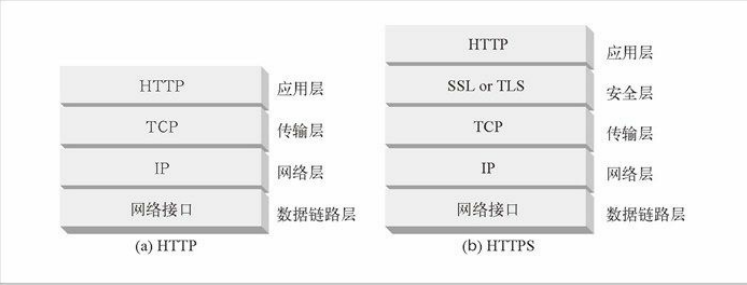 HTTP 应用层
TCP 传输层
IP 网络层
网络接口 数据链路层
(a) HTTP
HTTP 应用层
SSL or TLS 安全层
TCP 传输层
IP 网络层
网络接口 数据链路层
(b) HTTPS